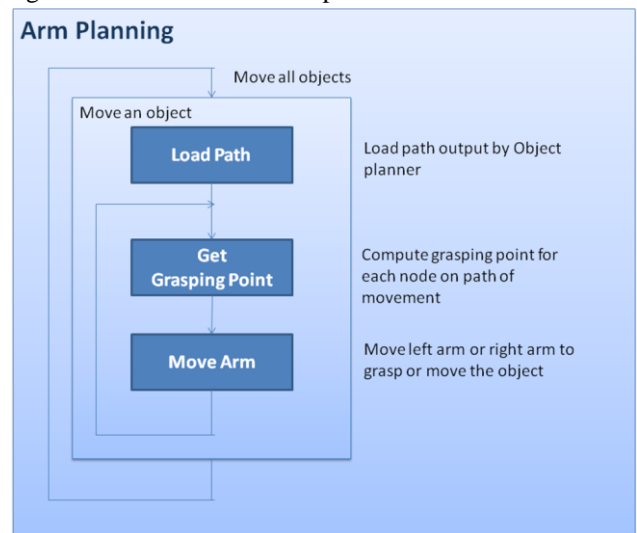 Arm Planning
Move all objects
Move an object
Load Path
Load path output by Object
planner
Get
Grasping Point
Compute grasping point for
each node on path of
movement
Move Arm
Move left arm or right arm to
grasp or move the object